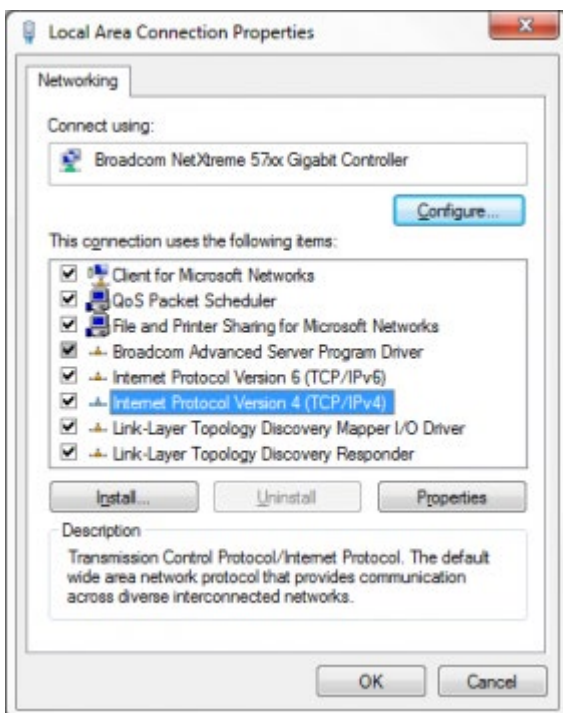 Local Area Connection Properties
Networking
Connect using:
Broadcom NetXtreme 57xx Gigabit Controller
Configure...
This connection uses the following items:
Client for Microsoft Networks
QoS Packet Scheduler
File and Printer Sharing for Microsoft Networks
Broadcom Advanced Server Program Driver
Internet Protocol Version 6 (TCP/IPv6)
Internet Protocol Version 4 (TCP/IPv4)
Link-Layer Topology Discovery Mapper I/O Driver
Link-Layer Topology Discovery Responder
Install... Uninstall Properties
Description
Transmission Control Protocol/Internet Protocol. The default
wide area network protocol that provides communication
across diverse interconnected networks.
OK Cancel